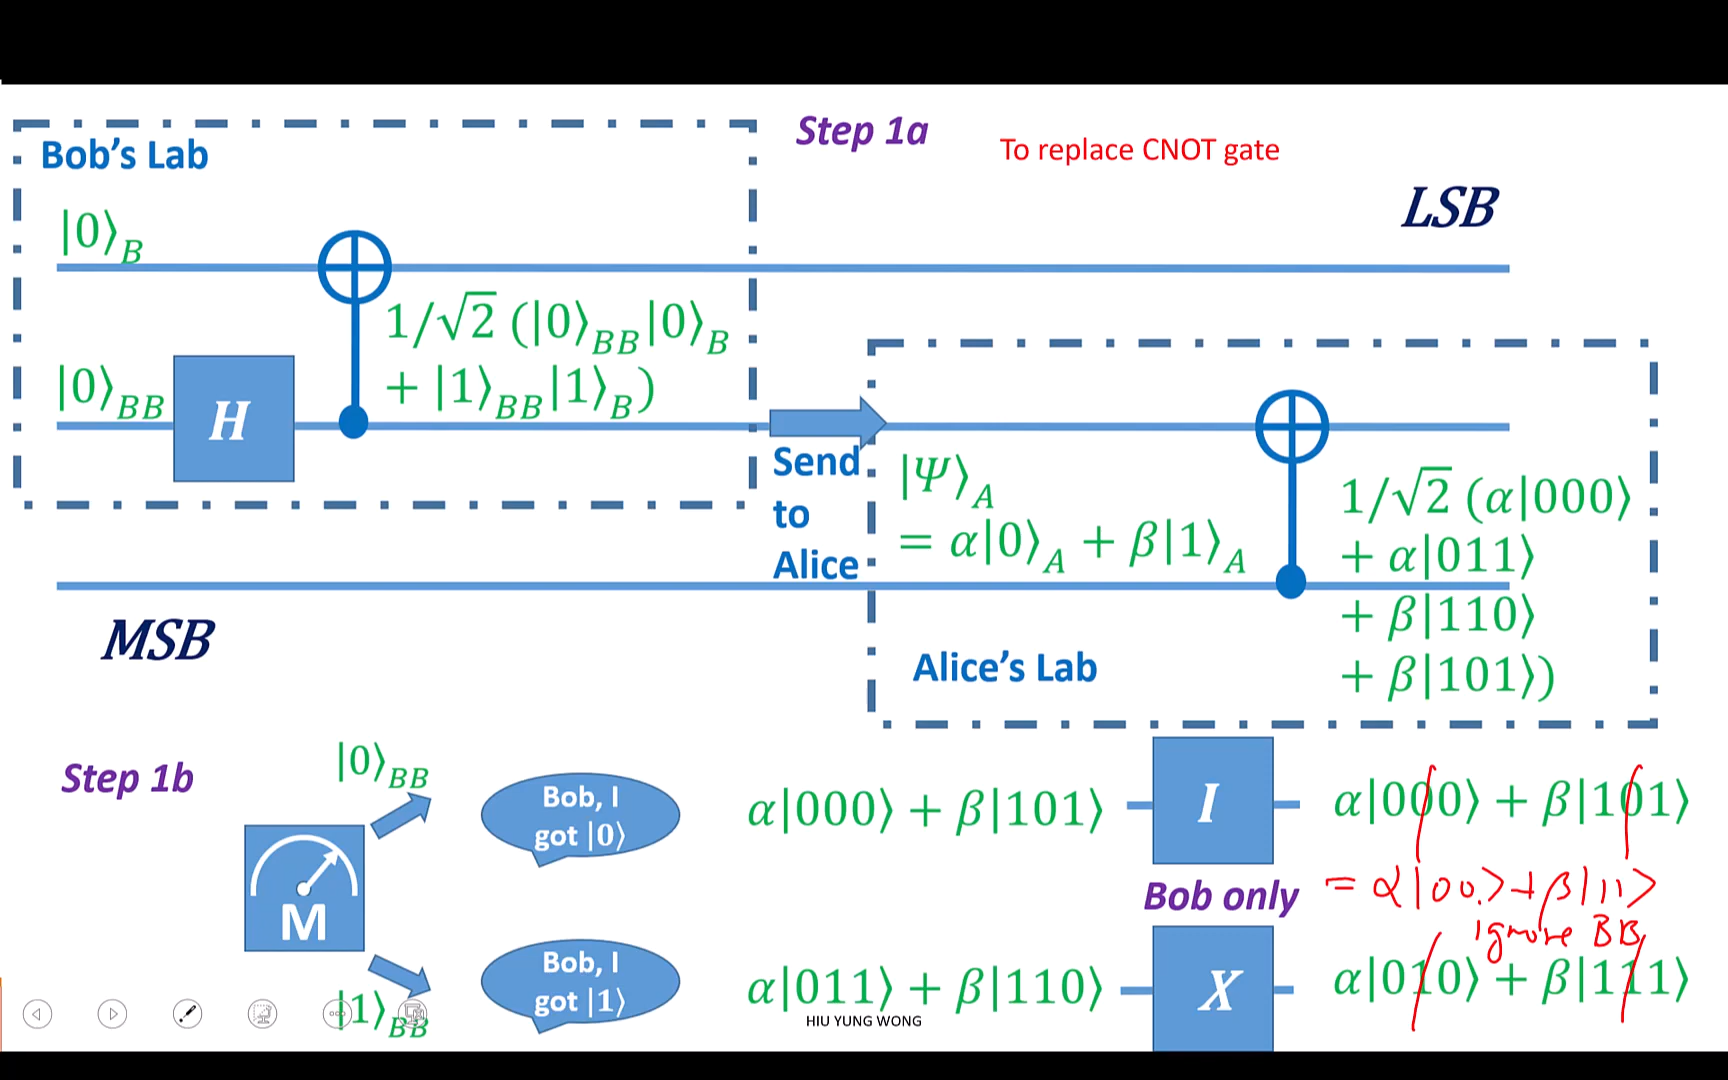 Step 1a
To replace CNOT gate
Bob's Lab
LSB
|0⟩_B
1/√2 (|0⟩_BB|0⟩_B
+ |1⟩_BB|1⟩_B)
|0⟩_BB
H
Send
to
Alice
|Ψ⟩_A
= α|0⟩_A + β|1⟩_A
1/√2 (α|000⟩
+ α|011⟩
+ β|110⟩
+ β|101⟩)
MSB
Alice's Lab
Step 1b
|0⟩_BB
Bob, I
got |0⟩
α|000⟩ + β|101⟩
I
α|000⟩ + β|101⟩
M
Bob only
= α|00⟩+β|11⟩
ignore BB
|1⟩_BB
Bob, I
got |1⟩
α|011⟩ + β|110⟩
X
α|010⟩ + β|111⟩
HIU YUNG WONG